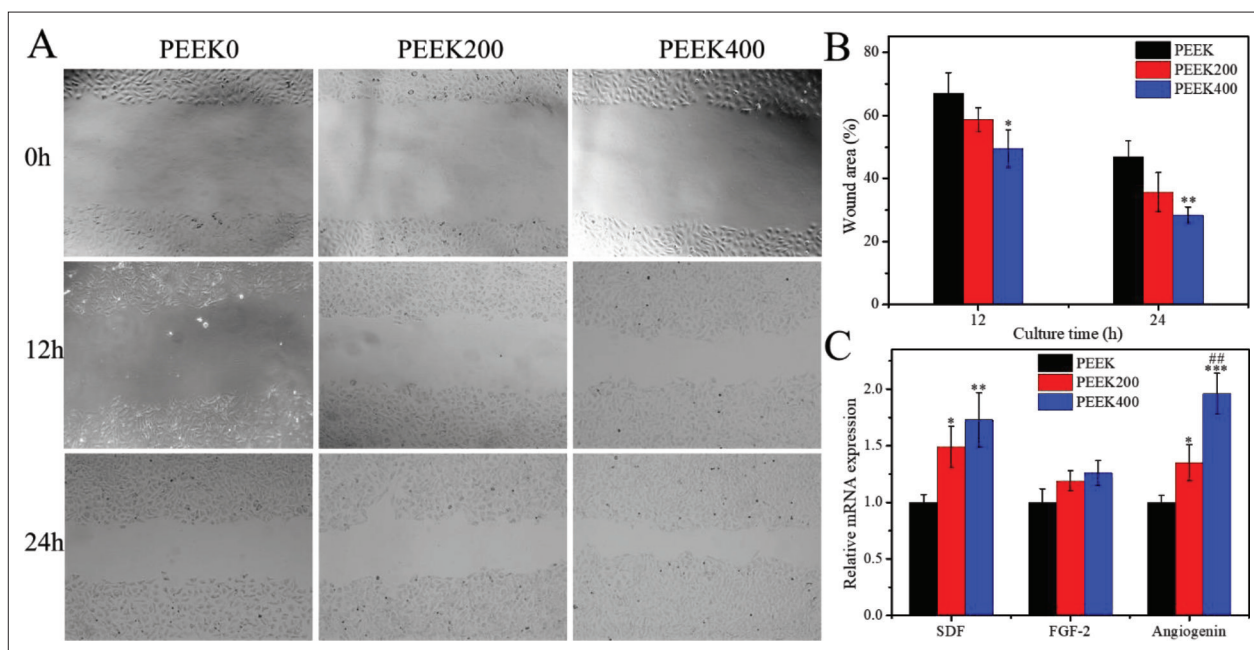 A
PEEK0 PEEK200 PEEK400
0h
12h
24h
B
PEEK
PEEK200
PEEK400
Wound area (%)
80
60
40
20
0
*
**
12 24
Culture time (h)
C
PEEK
PEEK200
PEEK400
Relative mRNA expression
2.0
1.5
1.0
0.5
0.0
*
**
*
##
***
SDF FGF-2 Angiogenin